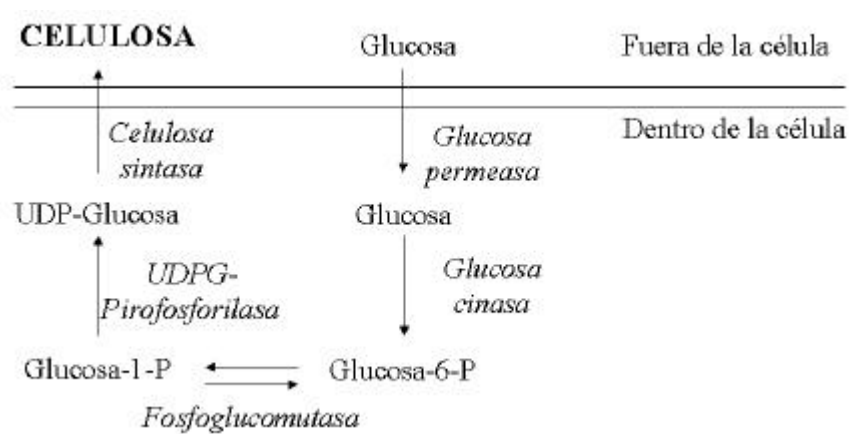 CELULOSA
Glucosa
Fuera de la célula
Celulosa
sintasa
Glucosa
permeasa
Dentro de la célula
UDP-Glucosa
Glucosa
UDPG-
Pirofosforilasa
Glucosa
cinasa
Glucosa-1-P
Glucosa-6-P
Fosfoglucomutasa